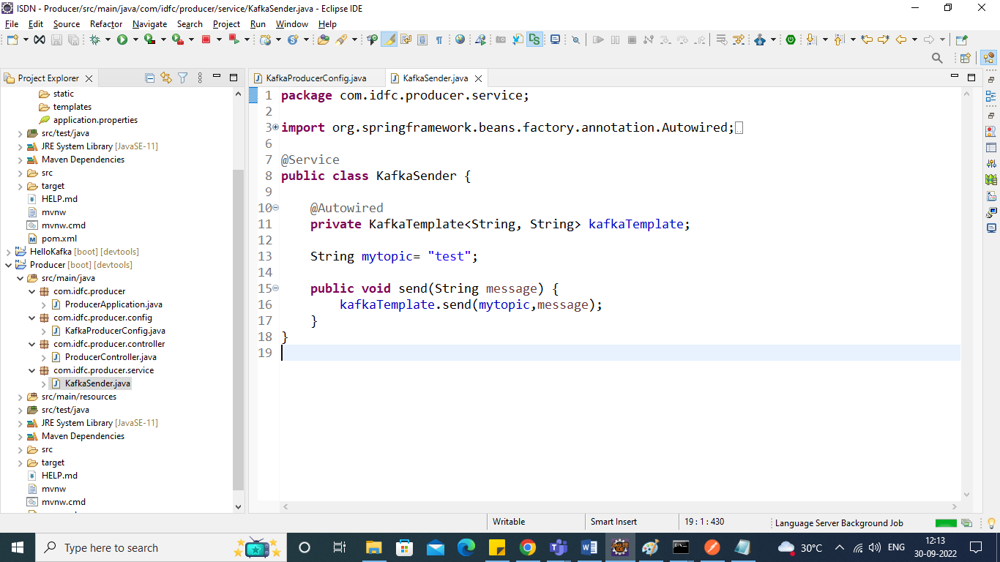 ISDN - Producer/src/main/java/com/idfc/producer/service/KafkaSender.java - Eclipse IDE
File Edit Source Refactor Navigate Search Project Run Window Help
Project Explorer
static
templates
application.properties
src/test/java
JRE System Library [JavaSE-11]
Maven Dependencies
src
target
HELP.md
mvnw
mvnw.cmd
pom.xml
HelloKafka [boot] [devtools]
Producer [boot] [devtools]
src/main/java
com.idfc.producer
ProducerApplication.java
com.idfc.producer.config
KafkaProducerConfig.java
com.idfc.producer.controller
ProducerController.java
com.idfc.producer.service
KafkaSender.java
src/main/resources
src/test/java
JRE System Library [JavaSE-11]
Maven Dependencies
src
target
HELP.md
mvnw
mvnw.cmd
KafkaProducerConfig.java KafkaSender.java
1 package com.idfc.producer.service;
2
3 import org.springframework.beans.factory.annotation.Autowired;
6
7 @Service
8 public class KafkaSender {
9
10 @Autowired
11 private KafkaTemplate<String, String> kafkaTemplate;
12
13 String mytopic= "test";
14
15 public void send(String message) {
16 kafkaTemplate.send(mytopic,message);
17 }
18 }
19
Writable Smart Insert 19 : 1 : 430 Language Server Background Job
Type here to search 30°C ENG 12:13
30-09-2022